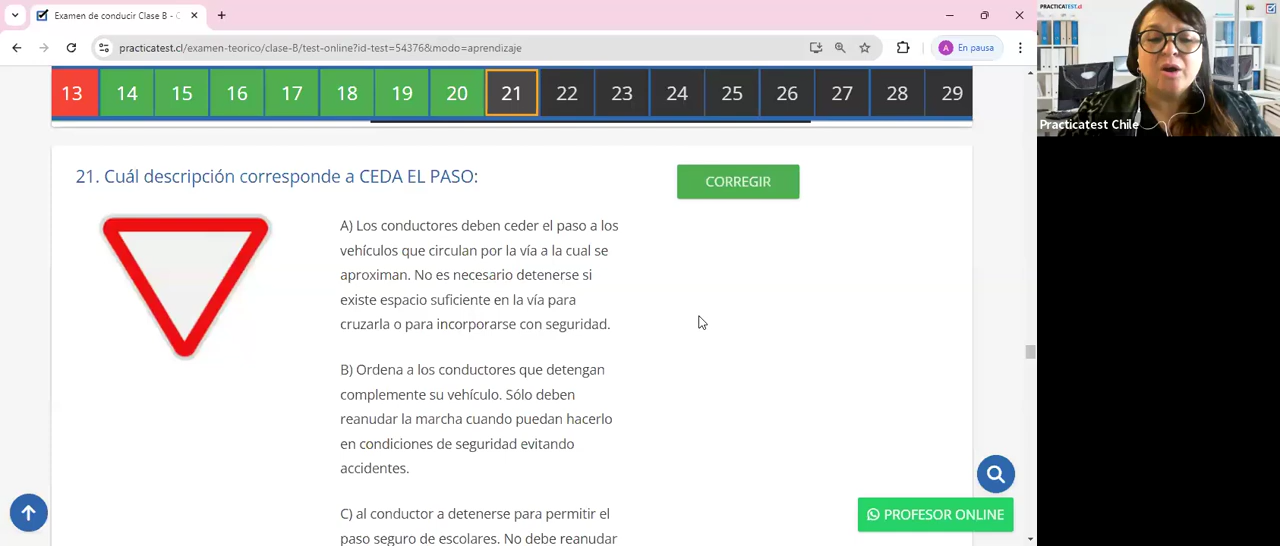 Examen de conducir Clase B - C
practicatest.cl/examen-teorico/clase-B/test-online?id-test=54376&modo=aprendizaje
A
En pausa
13 14 15 16 17 18 19 20 21 22 23 24 25 26 27 28 29
21. Cuál descripción corresponde a CEDA EL PASO:
CORREGIR
A) Los conductores deben ceder el paso a los
vehículos que circulan por la vía a la cual se
aproximan. No es necesario detenerse si
existe espacio suficiente en la vía para
cruzarla o para incorporarse con seguridad.
B) Ordena a los conductores que detengan
complemente su vehículo. Sólo deben
reanudar la marcha cuando puedan hacerlo
en condiciones de seguridad evitando
accidentes.
C) al conductor a detenerse para permitir el
paso seguro de escolares. No debe reanudar
PROFESOR ONLINE
PRACTICATEST.cl
Practicatest Chile